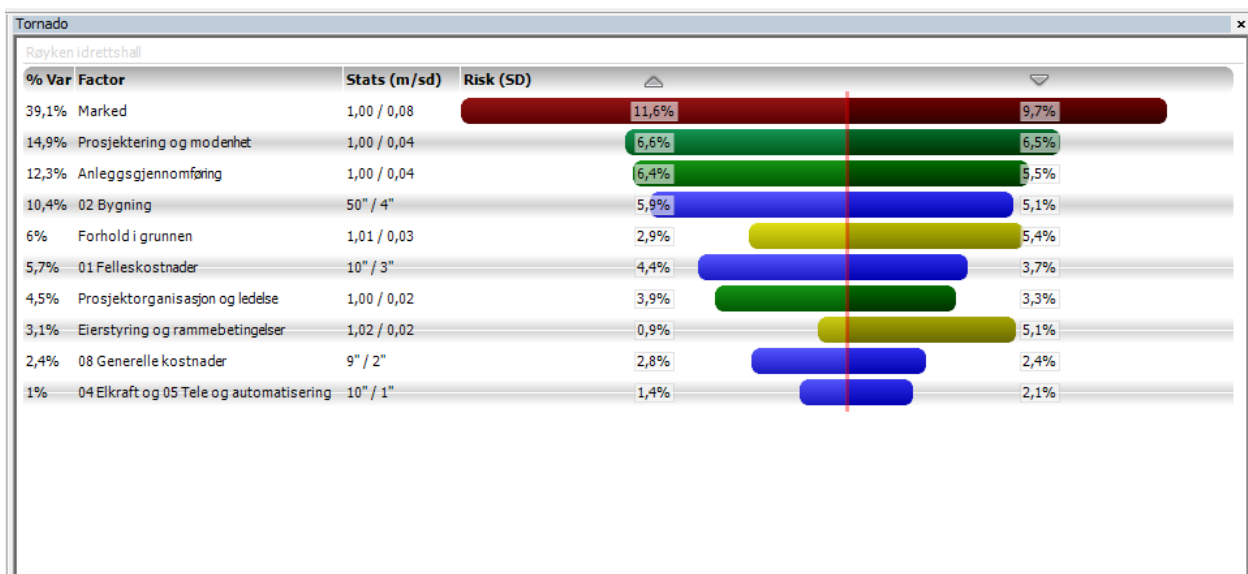 Tornado
Røyken idrettshall
% Var Factor Stats (m/sd) Risk (SD)
39,1% Marked 1,00 / 0,08 11,6% 9,7%
14,9% Prosjektering og modenhet 1,00 / 0,04 6,6% 6,5%
12,3% Anleggsgjennomføring 1,00 / 0,04 6,4% 5,5%
10,4% 02 Bygning 50" / 4" 5,9% 5,1%
6% Forhold i grunnen 1,01 / 0,03 2,9% 5,4%
5,7% 01 Felleskostnader 10" / 3" 4,4% 3,7%
4,5% Prosjektorganisasjon og ledelse 1,00 / 0,02 3,9% 3,3%
3,1% Eierstyring og rammebetingelser 1,02 / 0,02 0,9% 5,1%
2,4% 08 Generelle kostnader 9" / 2" 2,8% 2,4%
1% 04 Elkraft og 05 Tele og automatisering 10" / 1" 1,4% 2,1%